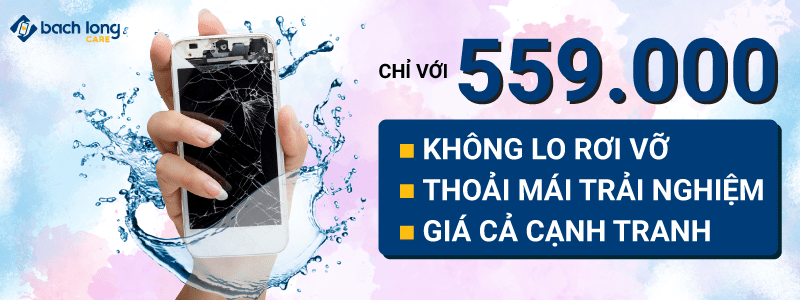 bach long
CARE
CHỈ VỚI 559.000
KHÔNG LO RƠI VỠ
THOẢI MÁI TRẢI NGHIỆM
GIÁ CẢ CẠNH TRANH